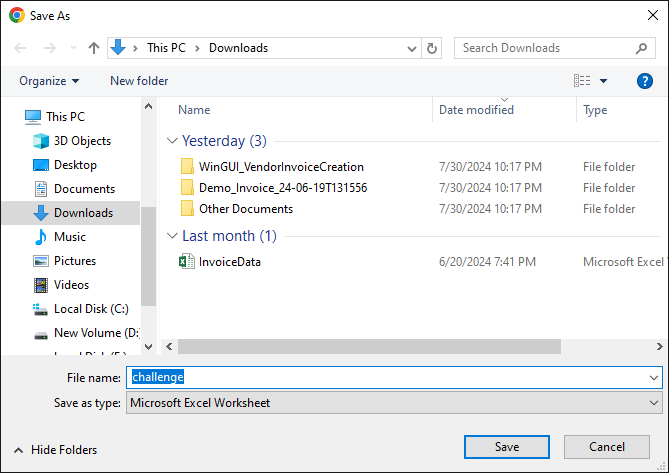 Save As
This PC > Downloads
Search Downloads
Organize
New folder
?
This PC
3D Objects
Desktop
Documents
Downloads
Music
Pictures
Videos
Local Disk (C:)
New Volume (D:
Name
Date modified
Type
Yesterday (3)
WinGUI_VendorInvoiceCreation 7/30/2024 10:17 PM File folder
Demo_Invoice_24-06-19T131556 7/30/2024 10:17 PM File folder
Other Documents 7/30/2024 10:17 PM File folder
Last month (1)
InvoiceData 6/20/2024 7:41 PM Microsoft Excel
File name: challenge
Save as type: Microsoft Excel Worksheet
Hide Folders
Save
Cancel